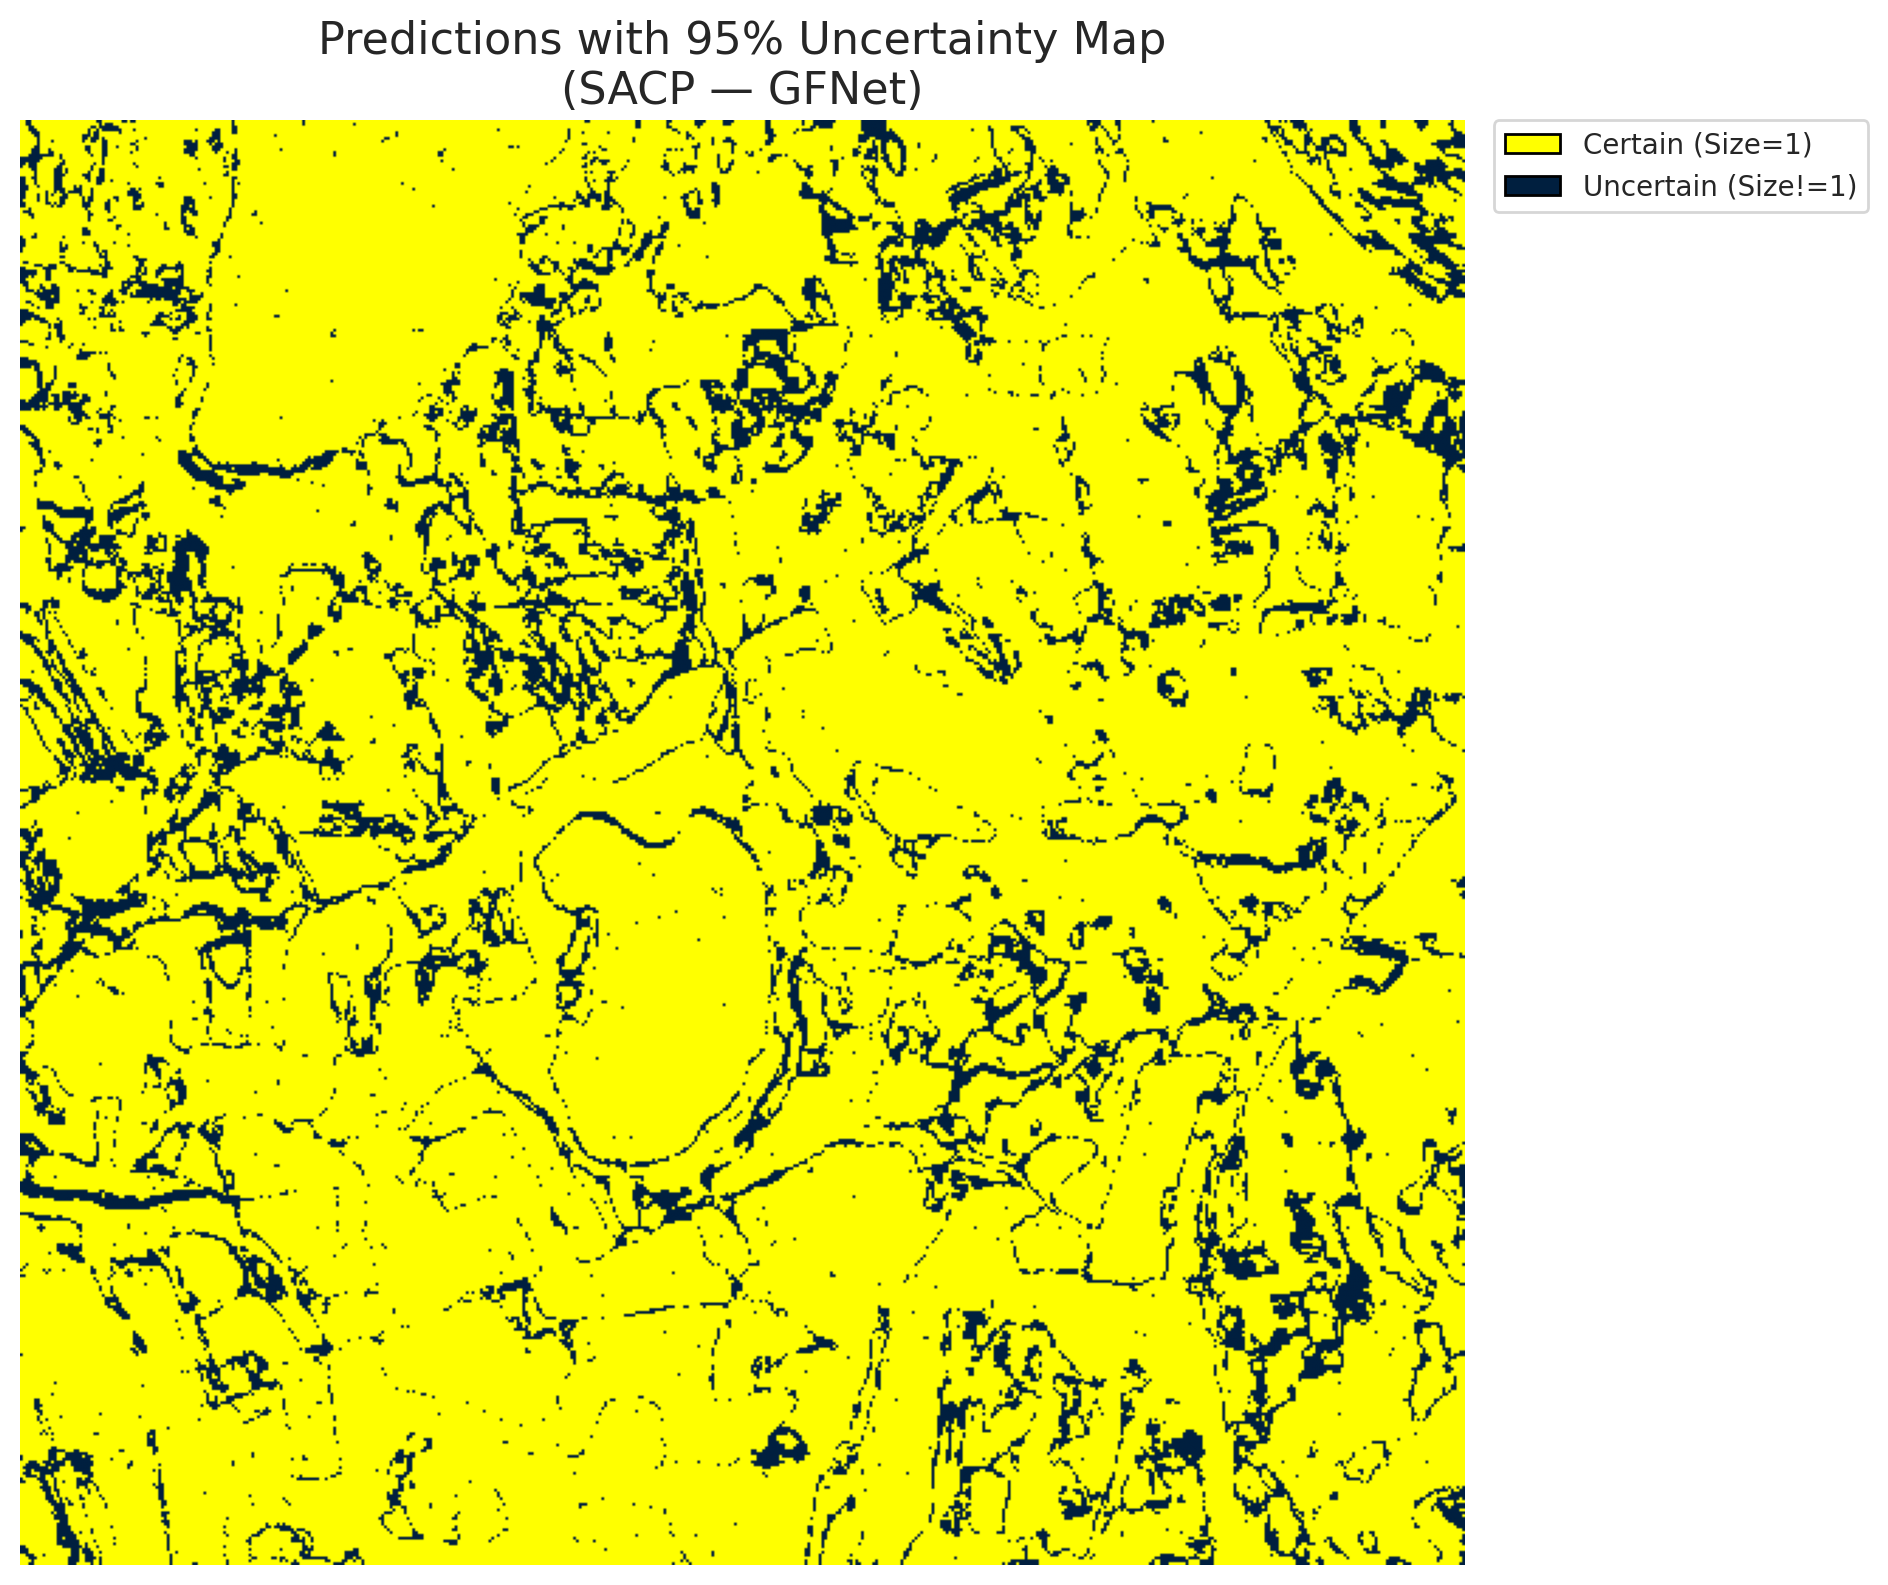 Predictions with 95% Uncertainty Map
(SACP — GFNet)
Certain (Size=1)
Uncertain (Size!=1)